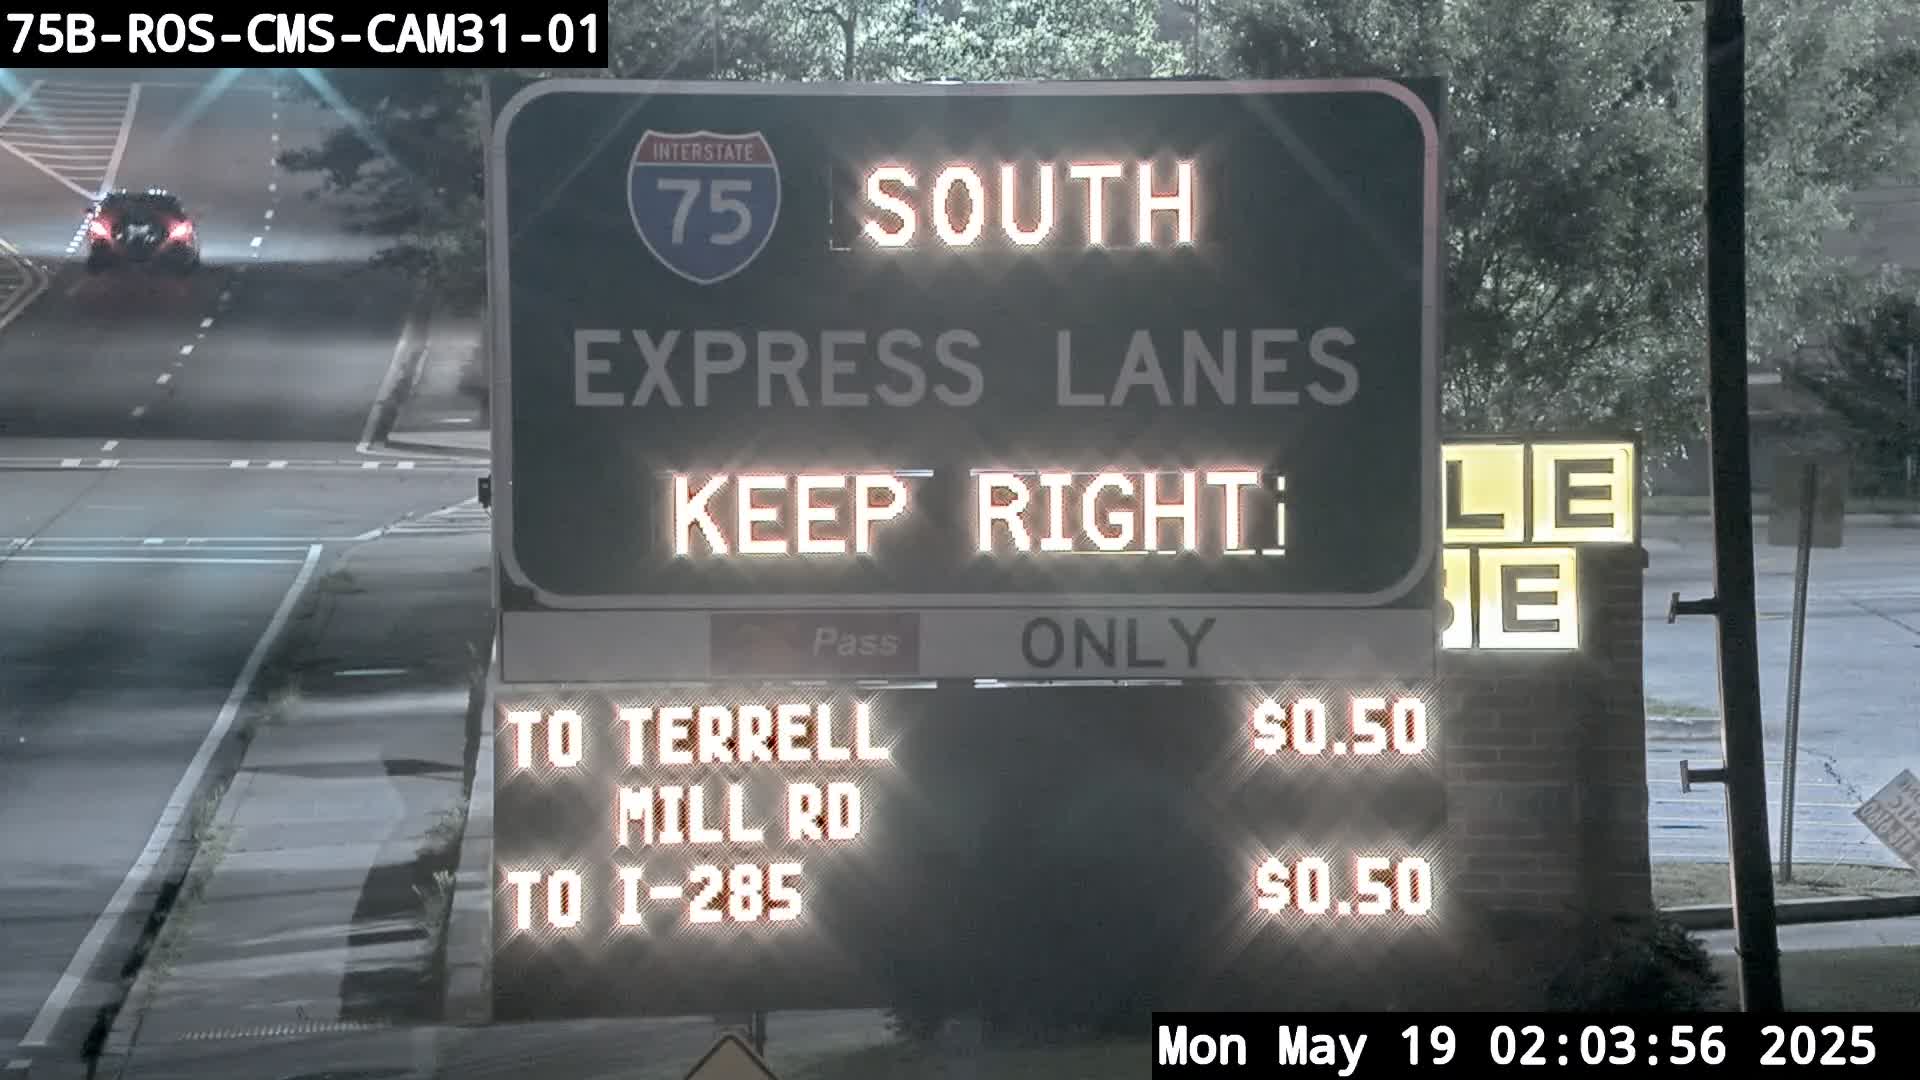 75B-ROS-CMS-CAM31-01
INTERSTATE
75
SOUTH
EXPRESS LANES
KEEP RIGHT
Pass ONLY
TO TERRELL $0.50
MILL RD
TO I-285 $0.50
LE
E
Mon May 19 02:03:56 2025